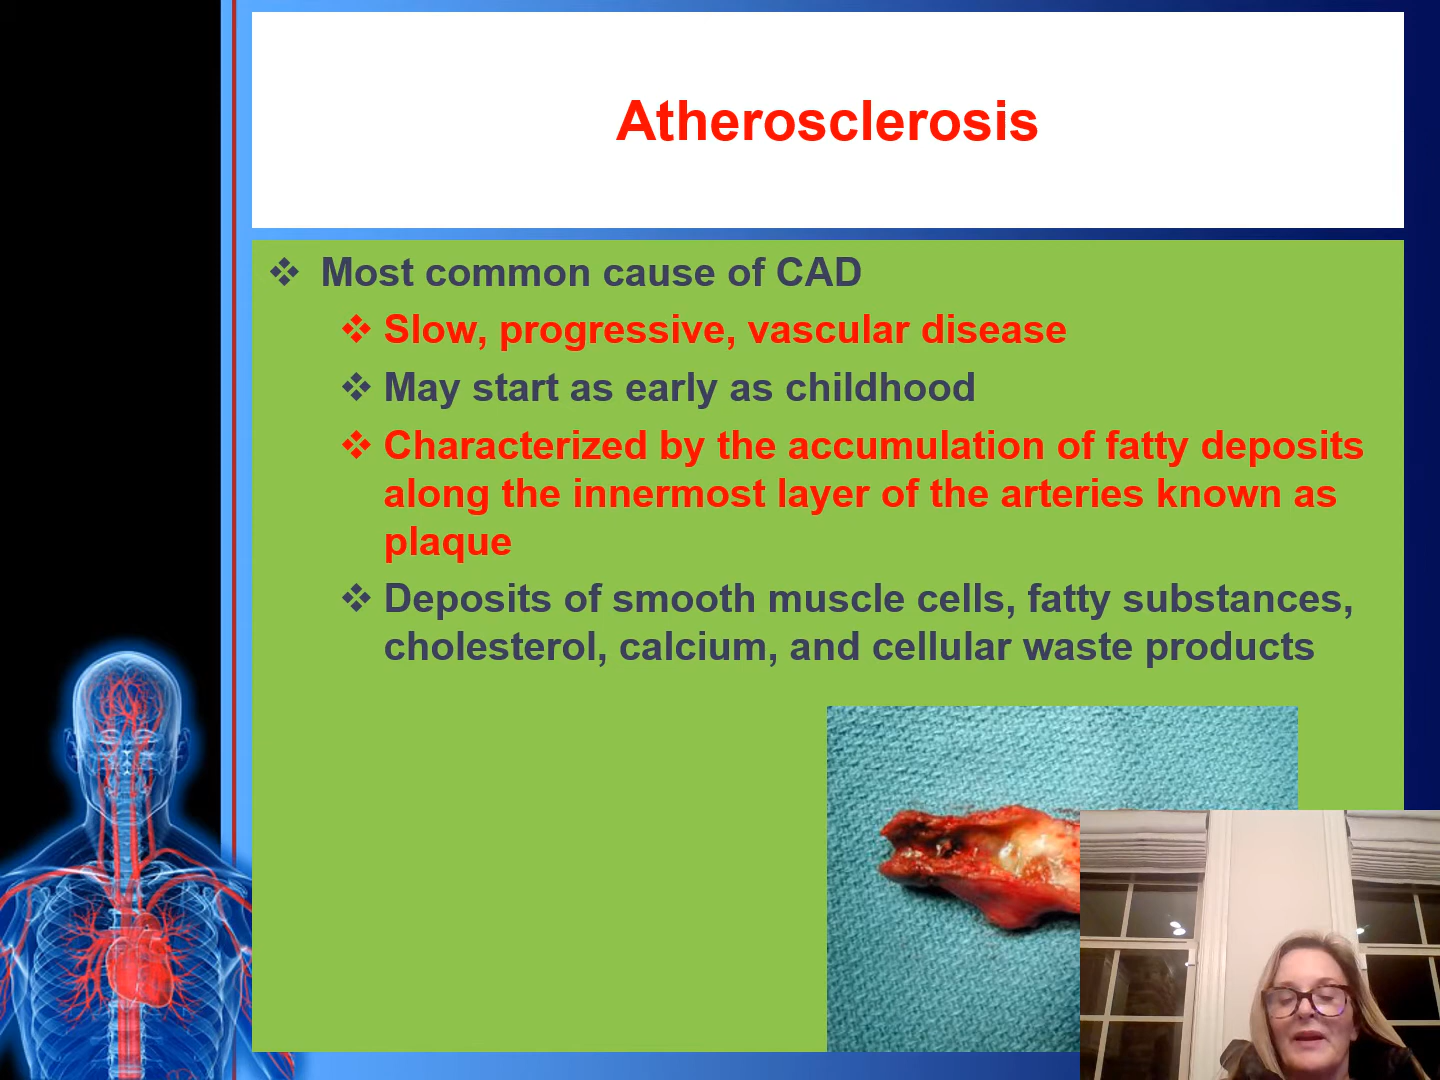 Atherosclerosis
Most common cause of CAD
Slow, progressive, vascular disease
May start as early as childhood
Characterized by the accumulation of fatty deposits
along the innermost layer of the arteries known as
plaque
Deposits of smooth muscle cells, fatty substances,
cholesterol, calcium, and cellular waste products